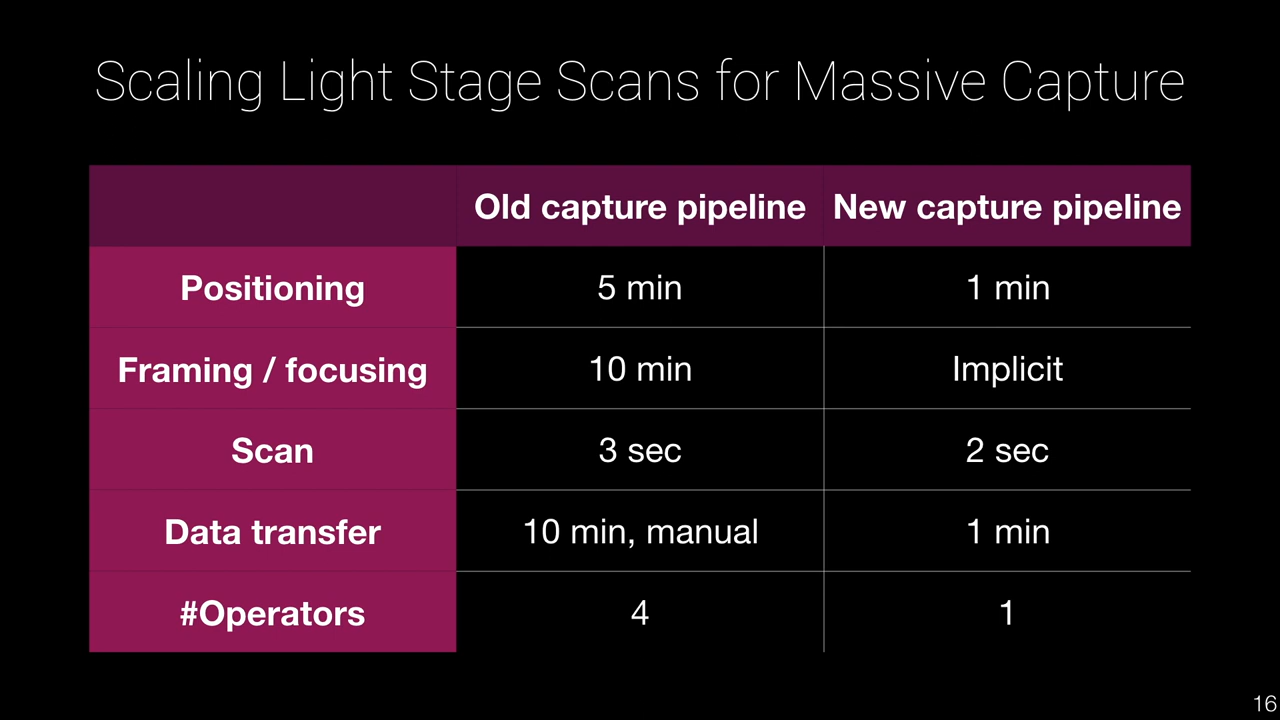 Scaling Light Stage Scans for Massive Capture
Old capture pipeline New capture pipeline
Positioning 5 min 1 min
Framing / focusing 10 min Implicit
Scan 3 sec 2 sec
Data transfer 10 min, manual 1 min
#Operators 4 1
16